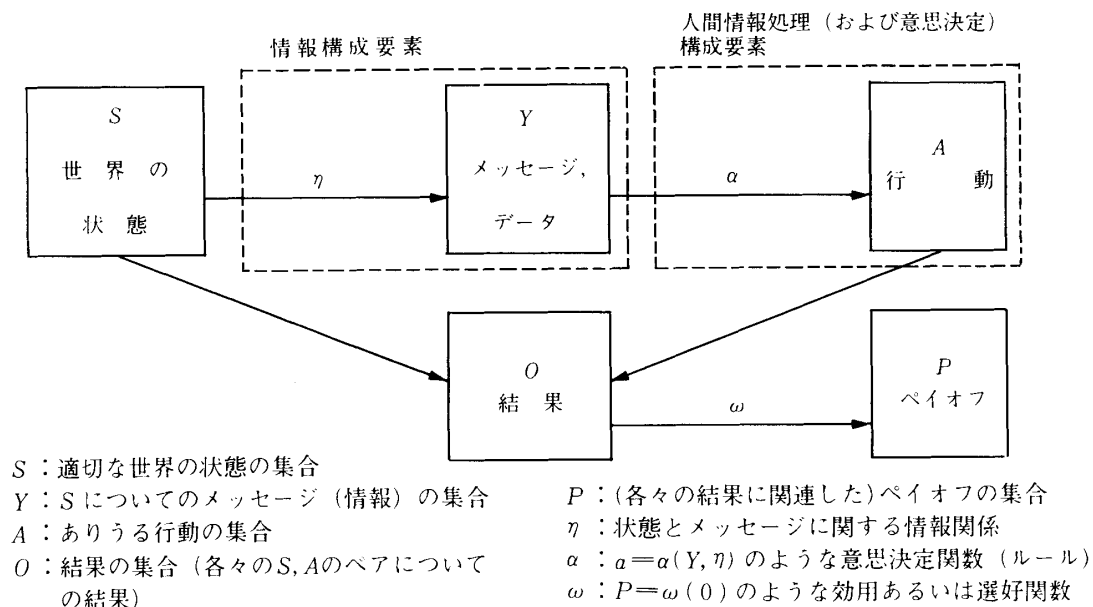 情報構成要素
人間情報処理（および意思決定）
構成要素
S
世界の
状態
η
Y
メッセージ,
データ
α
A
行動
O
結果
ω
P
ペイオフ
S：適切な世界の状態の集合
Y：Sについてのメッセージ（情報）の集合
A：ありうる行動の集合
O：結果の集合（各々のS, Aのペアについて
の結果）
P：(各々の結果に関連した)ペイオフの集合
η：状態とメッセージに関する情報関係
α：a＝α(Y, η) のような意思決定関数（ルール）
ω：P＝ω(0) のような効用あるいは選好関数